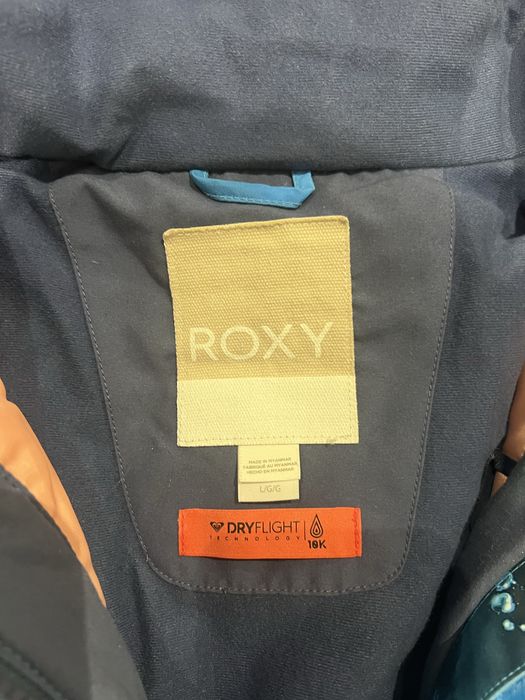 ROXY
MADE IN MYANMAR
FABRIQUÉ AU MYANMAR
HECHO EN MYANMAR
L/G/G
DRYFLIGHT
TECHNOLOGY
10K